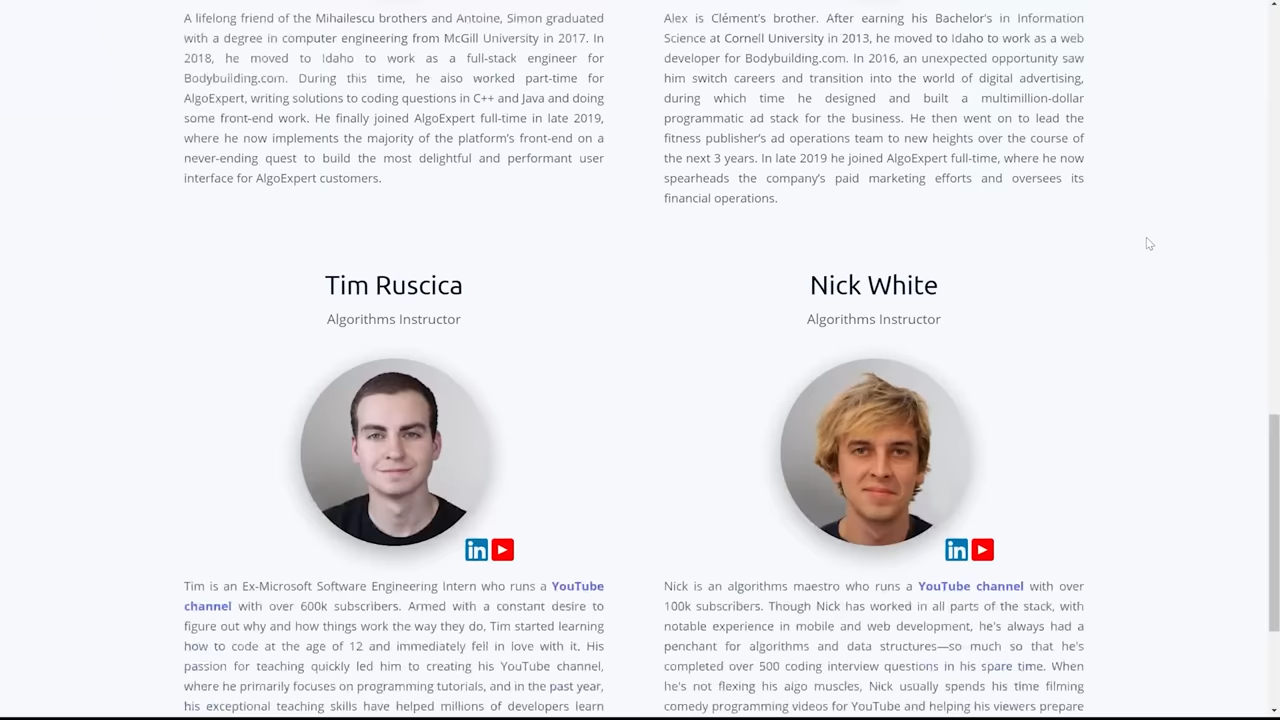 A lifelong friend of the Mihailescu brothers and Antoine, Simon graduated
with a degree in computer engineering from McGill University in 2017. In
2018, he moved to Idaho to work as a full-stack engineer for
Bodybuilding.com. During this time, he also worked part-time for
AlgoExpert, writing solutions to coding questions in C++ and Java and doing
some front-end work. He finally joined AlgoExpert full-time in late 2019,
where he now implements the majority of the platform's front-end on a
never-ending quest to build the most delightful and performant user
interface for AlgoExpert customers.
Alex is Clément's brother. After earning his Bachelor's in Information
Science at Cornell University in 2013, he moved to Idaho to work as a web
developer for Bodybuilding.com. In 2016, an unexpected opportunity saw
him switch careers and transition into the world of digital advertising,
during which time he designed and built a multimillion-dollar
programmatic ad stack for the business. He then went on to lead the
fitness publisher's ad operations team to new heights over the course of
the next 3 years. In late 2019 he joined AlgoExpert full-time, where he now
spearheads the company's paid marketing efforts and oversees its
financial operations.
Tim Ruscica
Algorithms Instructor
in
Tim is an Ex-Microsoft Software Engineering Intern who runs a YouTube
channel with over 600k subscribers. Armed with a constant desire to
figure out why and how things work the way they do, Tim started learning
how to code at the age of 12 and immediately fell in love with it. His
passion for teaching quickly led him to creating his YouTube channel,
where he primarily focuses on programming tutorials, and in the past year,
his exceptional teaching skills have helped millions of developers learn
Nick White
Algorithms Instructor
in
Nick is an algorithms maestro who runs a YouTube channel with over
100k subscribers. Though Nick has worked in all parts of the stack, with
notable experience in mobile and web development, he's always had a
penchant for algorithms and data structures—so much so that he's
completed over 500 coding interview questions in his spare time. When
he's not flexing his algo muscles, Nick usually spends his time filming
comedy programming videos for YouTube and helping his viewers prepare